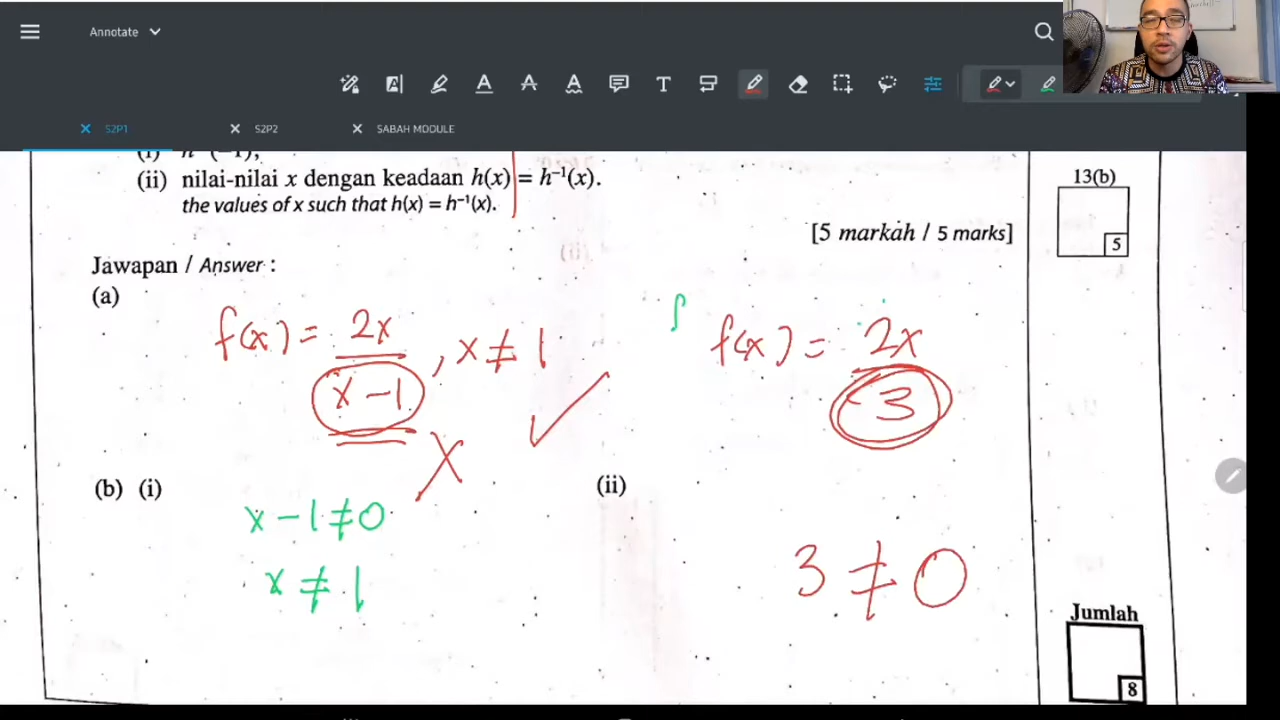 Annotate
S2P1
S2P2
SABAH MODULE
(i) h⁻¹(−1),
(ii) nilai-nilai x dengan keadaan h(x) = h⁻¹(x).
the values of x such that h(x) = h⁻¹(x).
[5 markah / 5 marks]
13(b)
5
Jawapan / Answer :
(a)
f(x) = 2x / x − 1 , x ≠ 1
f(x) = 2x / 3
(b) (i)
x − 1 ≠ 0
x ≠ 1
(ii)
3 ≠ 0
Jumlah
8